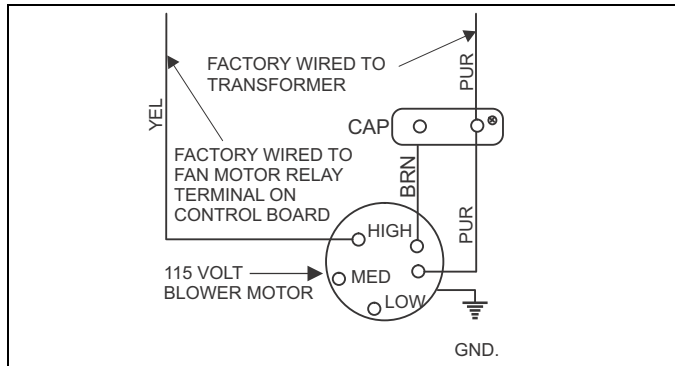 FACTORY WIRED TO
TRANSFORMER
PUR
YEL
CAP
FACTORY WIRED TO
FAN MOTOR RELAY
TERMINAL ON
CONTROL BOARD
BRN
PUR
HIGH
115 VOLT
BLOWER MOTOR
MED
LOW
GND.